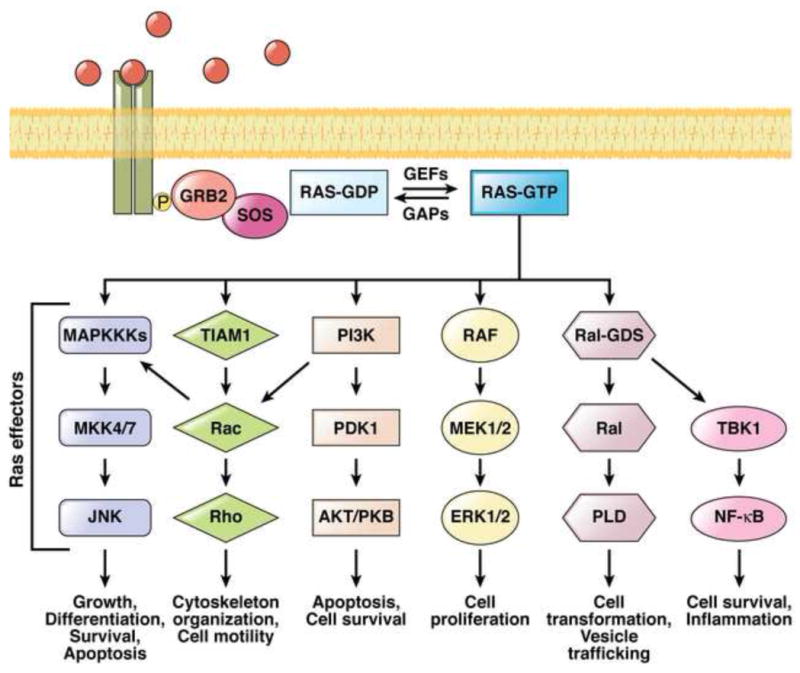 P
GRB2
SOS
RAS-GDP
GEFs
GAPs
RAS-GTP
Ras effectors
MAPKKKs
TIAM1
PI3K
RAF
Ral-GDS
MKK4/7
Rac
PDK1
MEK1/2
Ral
TBK1
JNK
Rho
AKT/PKB
ERK1/2
PLD
NF-κB
Growth,
Differentiation,
Survival,
Apoptosis
Cytoskeleton
organization,
Cell motility
Apoptosis,
Cell survival
Cell
proliferation
Cell
transformation,
Vesicle
trafficking
Cell survival,
Inflammation